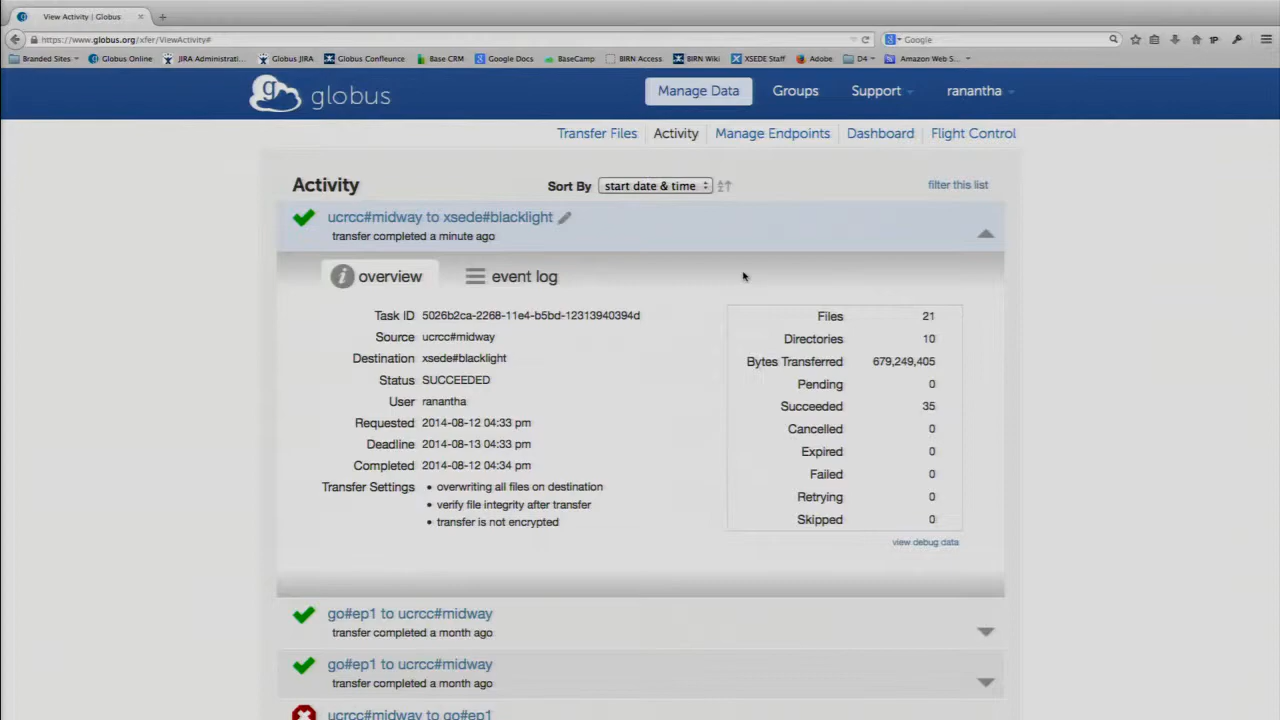 View Activity | Globus
https://www.globus.org/xfer/ViewActivity#
Google
Branded Sites
Globus Online
JIRA Administrati...
Globus JIRA
Globus Confluence
Base CRM
Google Docs
BaseCamp
BIRN Access
BIRN Wiki
XSEDE Staff
Adobe
D4
Amazon Web S...
globus
Manage Data
Groups
Support
ranantha
Transfer Files
Activity
Manage Endpoints
Dashboard
Flight Control
Activity
Sort By
start date & time
filter this list
ucrcc#midway to xsede#blacklight
transfer completed a minute ago
overview
event log
Task ID 5026b2ca-2268-11e4-b5bd-12313940394d
Source ucrcc#midway
Destination xsede#blacklight
Status SUCCEEDED
User ranantha
Requested 2014-08-12 04:33 pm
Deadline 2014-08-13 04:33 pm
Completed 2014-08-12 04:34 pm
Transfer Settings • overwriting all files on destination
• verify file integrity after transfer
• transfer is not encrypted
Files 21
Directories 10
Bytes Transferred 679,249,405
Pending 0
Succeeded 35
Cancelled 0
Expired 0
Failed 0
Retrying 0
Skipped 0
view debug data
go#ep1 to ucrcc#midway
transfer completed a month ago
go#ep1 to ucrcc#midway
transfer completed a month ago
ucrcc#midway to go#ep1